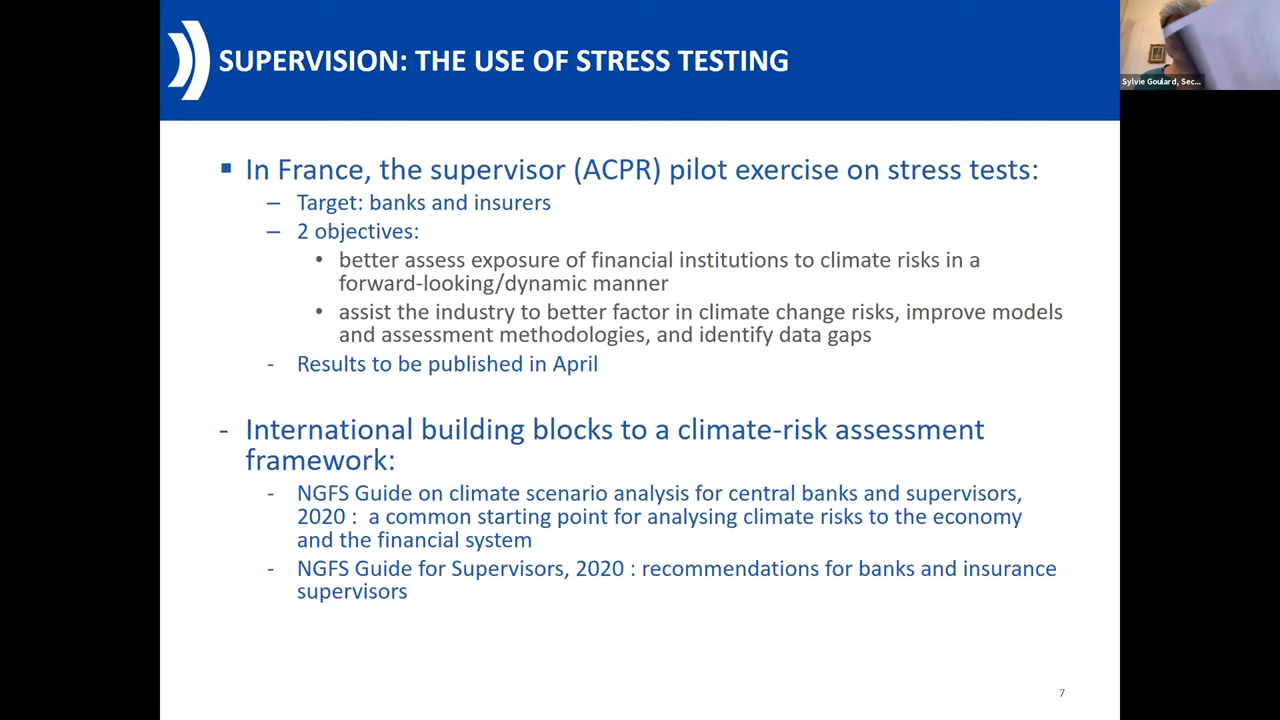 SUPERVISION: THE USE OF STRESS TESTING
Sylvie Goulard, Sec...
▪ In France, the supervisor (ACPR) pilot exercise on stress tests:
– Target: banks and insurers
– 2 objectives:
• better assess exposure of financial institutions to climate risks in a
forward-looking/dynamic manner
• assist the industry to better factor in climate change risks, improve models
and assessment methodologies, and identify data gaps
- Results to be published in April
- International building blocks to a climate-risk assessment
framework:
- NGFS Guide on climate scenario analysis for central banks and supervisors,
2020 : a common starting point for analysing climate risks to the economy
and the financial system
- NGFS Guide for Supervisors, 2020 : recommendations for banks and insurance
supervisors
7